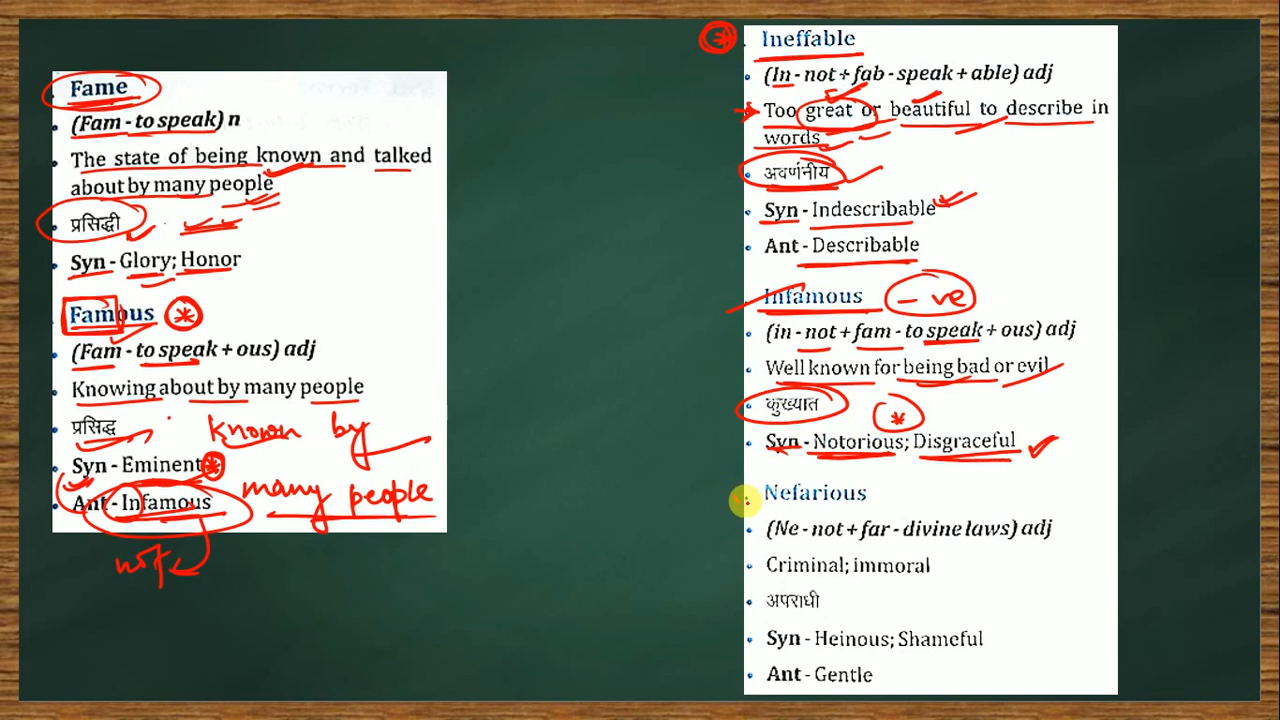 Fame
(Fam - to speak) n
The state of being known and talked
about by many people
प्रसिद्धी
Syn - Glory; Honor
Famous
(Fam - to speak + ous) adj
Knowing about by many people
प्रसिद्ध
known by
Syn - Eminent
many people
Ant - Infamous
not
Ineffable
(In - not + fab - speak + able) adj
Too great or beautiful to describe in
words
अवर्णनीय
Syn - Indescribable
Ant - Describable
Infamous
- ve
(in - not + fam - to speak + ous) adj
Well known for being bad or evil
कुख्यात
Syn - Notorious; Disgraceful
Nefarious
(Ne - not + far - divine laws) adj
Criminal; immoral
अपराधी
Syn - Heinous; Shameful
Ant - Gentle